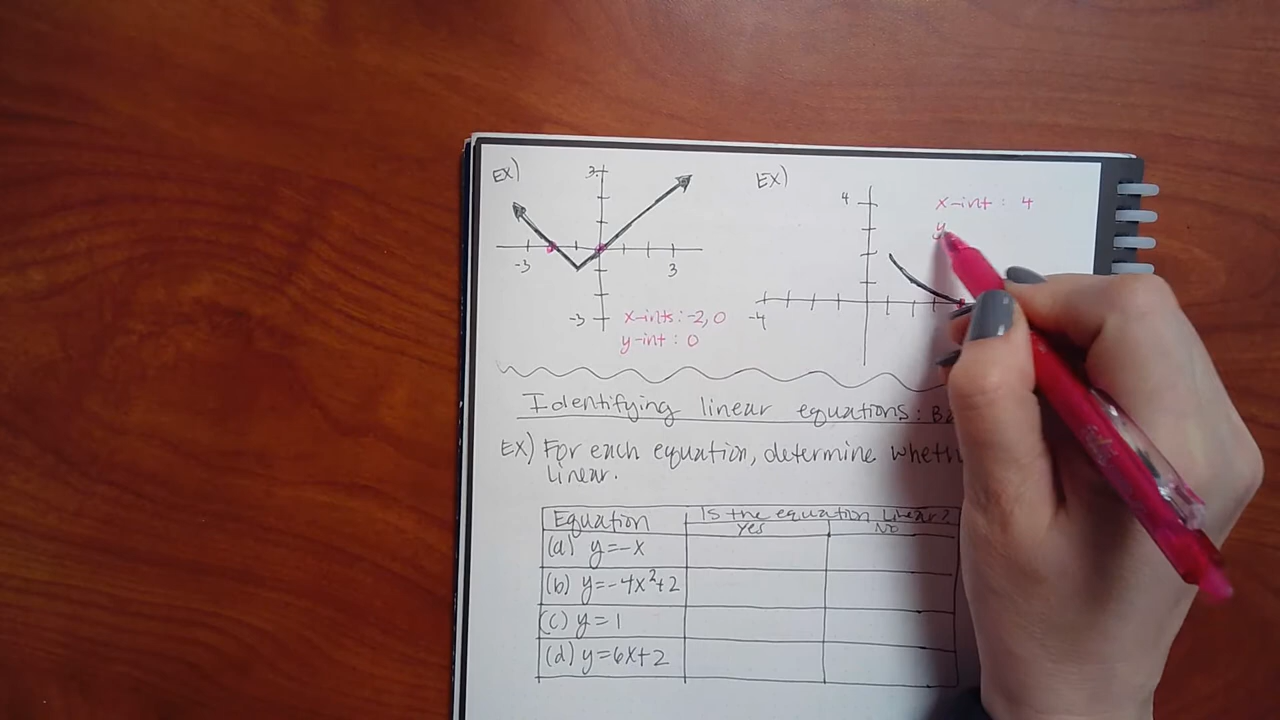 EX)
3
-3
3
-3
x-ints: -2, 0
y-int: 0
EX)
4
-4
x-int: 4
y
Identifying linear equations:
EX) For each equation, determine
linear.
Equation Is the equation linear?
Yes No
(a) y=-x
(b) y=-4x²+2
(c) y=1
(d) y=6x+2